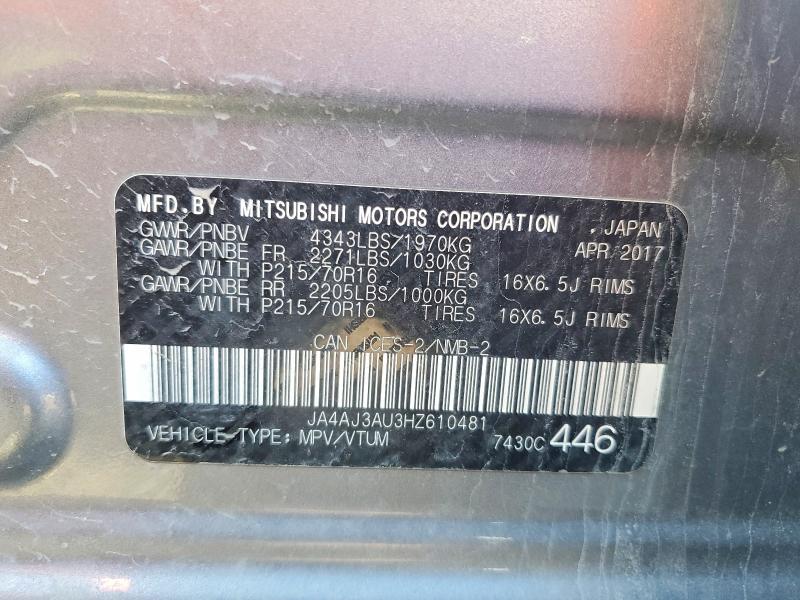 MFD.BY MITSUBISHI MOTORS CORPORATION , JAPAN
GVWR/PNBV 4343LBS/1970KG APR 2017
GAWR/PNBE FR 2271LBS/1030KG
WITH P215/70R16 TIRES 16X6.5J RIMS
GAWR/PNBE RR 2205LBS/1000KG
WITH P215/70R16 TIRES 16X6.5J RIMS
CAN ICES-2/NMB-2
JA4AJ3AU3HZ610481
VEHICLE-TYPE: MPV/VTUM 7430C 446